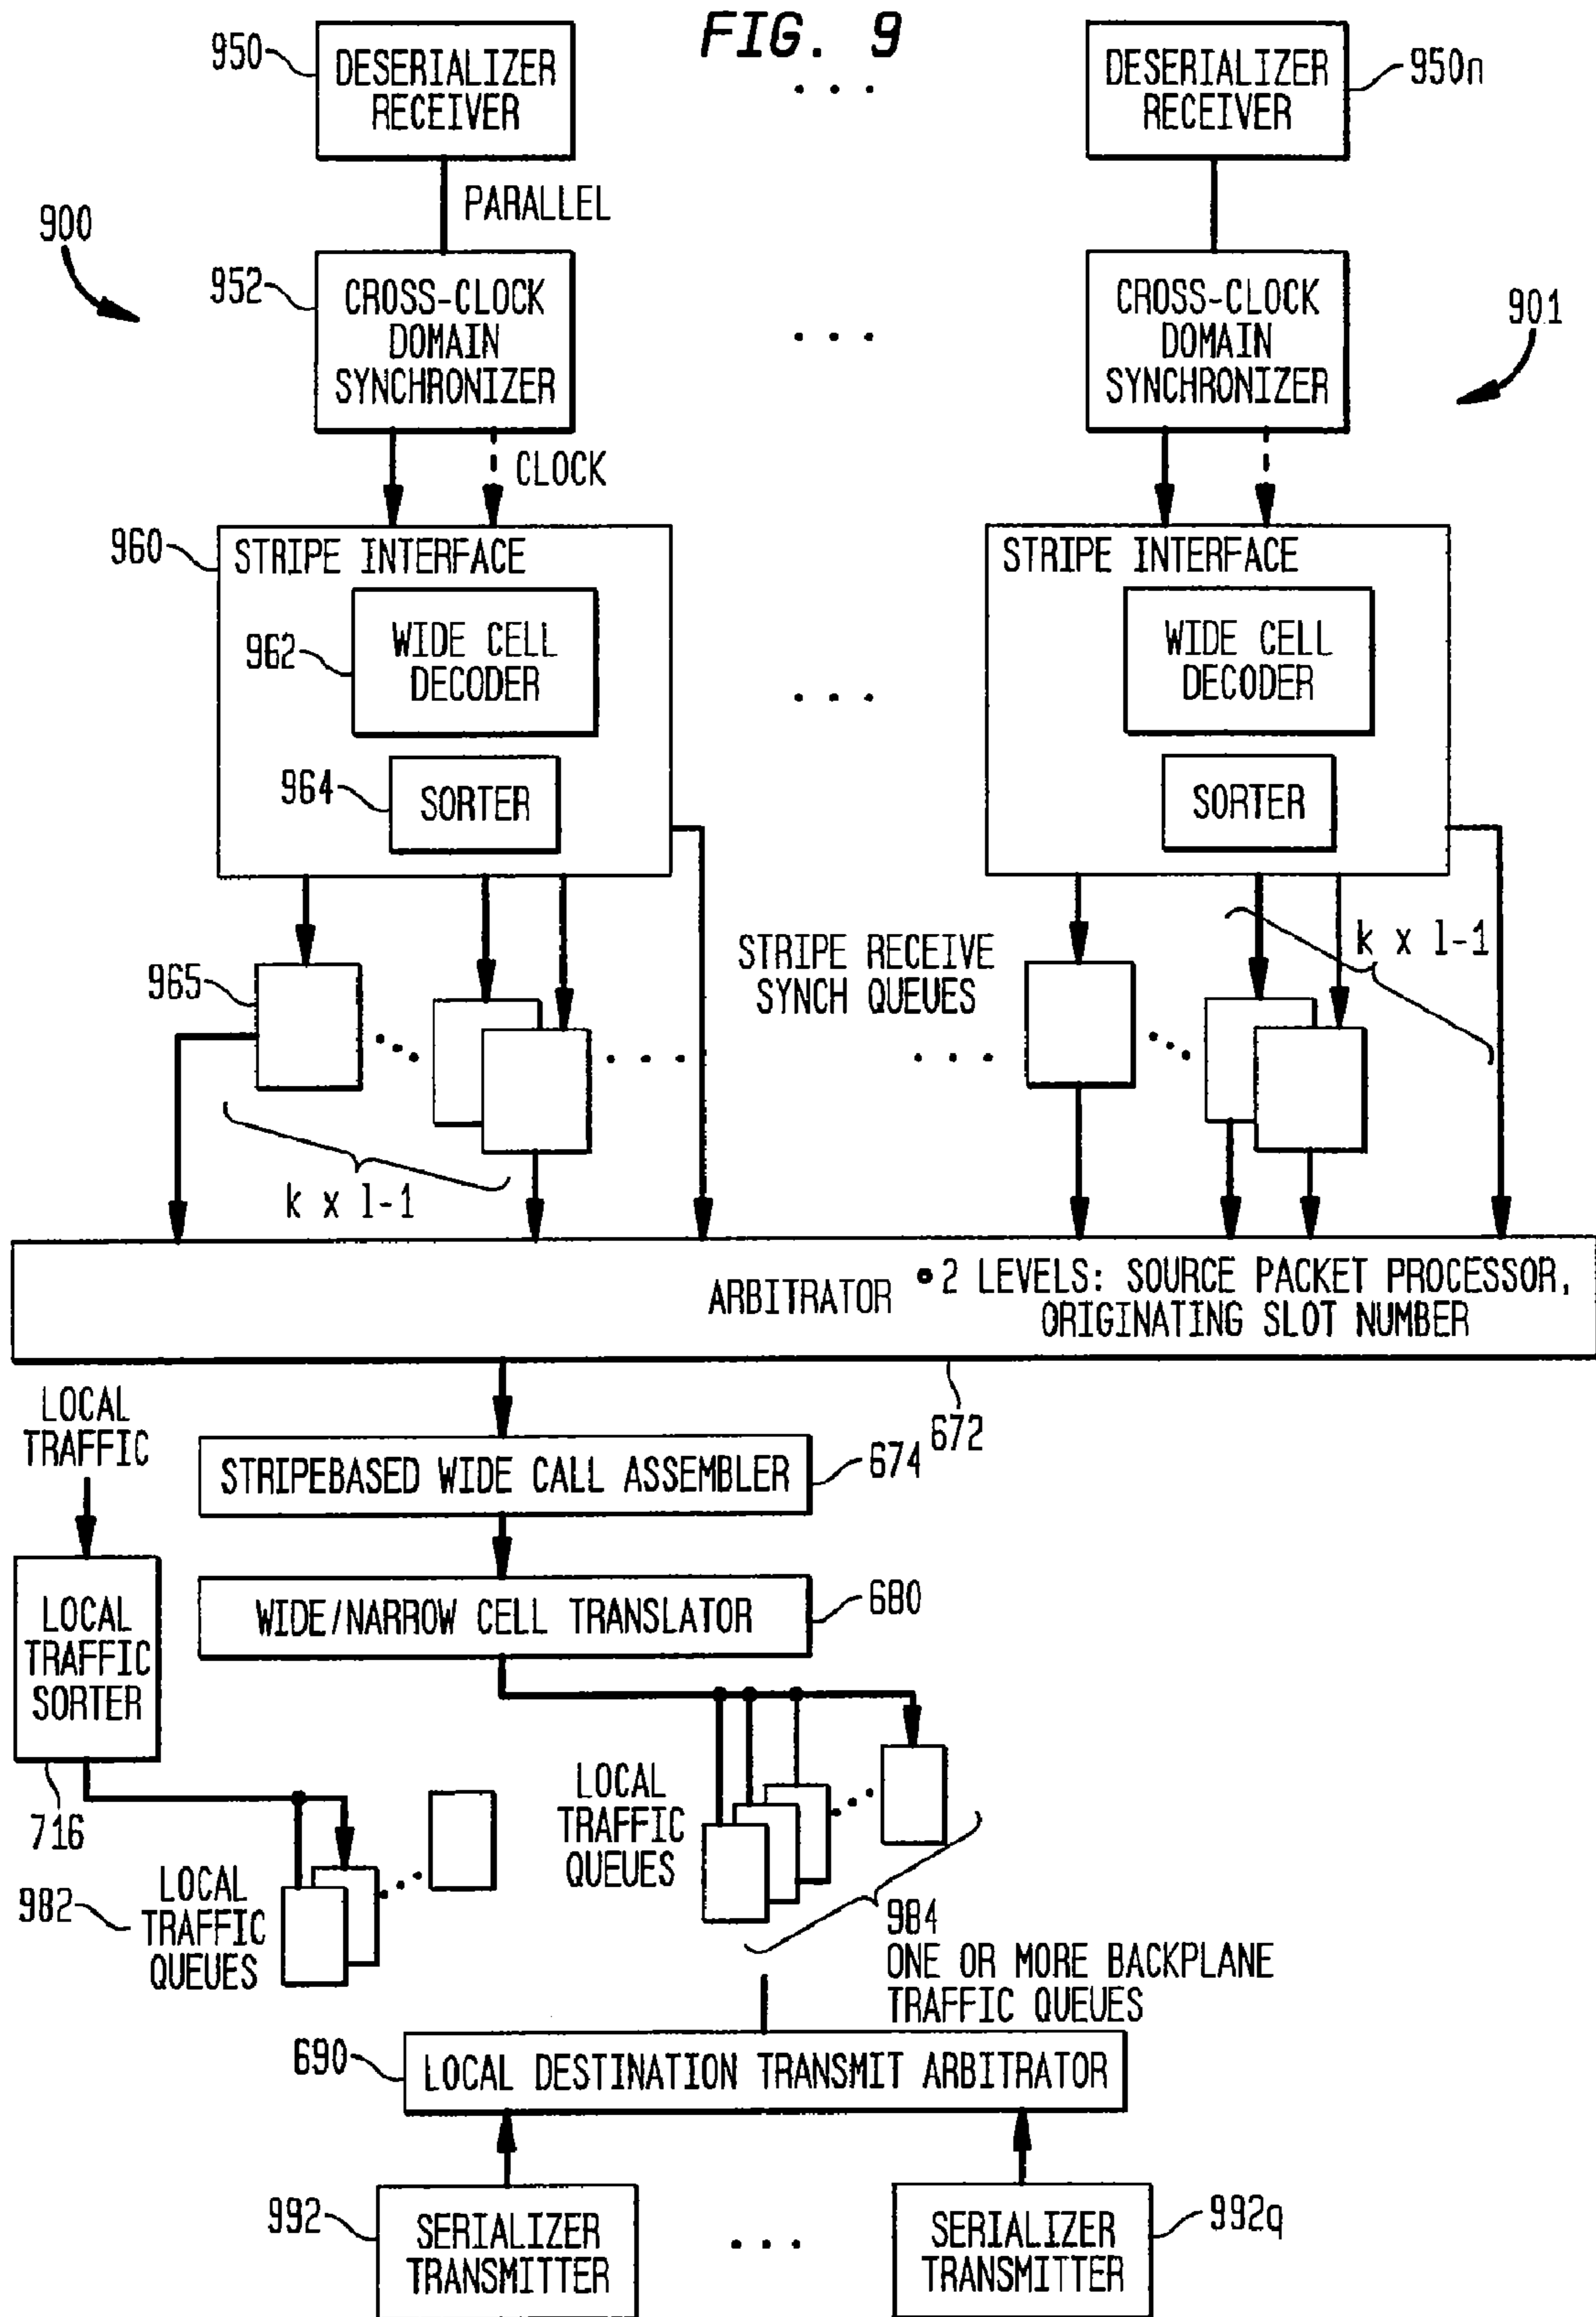 FIG. 9
950
DESERIALIZER
RECEIVER
. . .
DESERIALIZER
RECEIVER
950n
PARALLEL
900
952
CROSS-CLOCK
DOMAIN
SYNCHRONIZER
. . .
CROSS-CLOCK
DOMAIN
SYNCHRONIZER
901
CLOCK
960
STRIPE INTERFACE
STRIPE INTERFACE
962
WIDE CELL
DECODER
. . .
WIDE CELL
DECODER
964
SORTER
SORTER
965
STRIPE RECEIVE
SYNCH QUEUES
k x l-1
k x l-1
ARBITRATOR
• 2 LEVELS: SOURCE PACKET PROCESSOR,
ORIGINATING SLOT NUMBER
672
LOCAL
TRAFFIC
STRIPEBASED WIDE CALL ASSEMBLER
674
WIDE/NARROW CELL TRANSLATOR
680
LOCAL
TRAFFIC
SORTER
716
LOCAL
TRAFFIC
QUEUES
982
LOCAL
TRAFFIC
QUEUES
984
ONE OR MORE BACKPLANE
TRAFFIC QUEUES
690
LOCAL DESTINATION TRANSMIT ARBITRATOR
992
SERIALIZER
TRANSMITTER
. . .
SERIALIZER
TRANSMITTER
992q